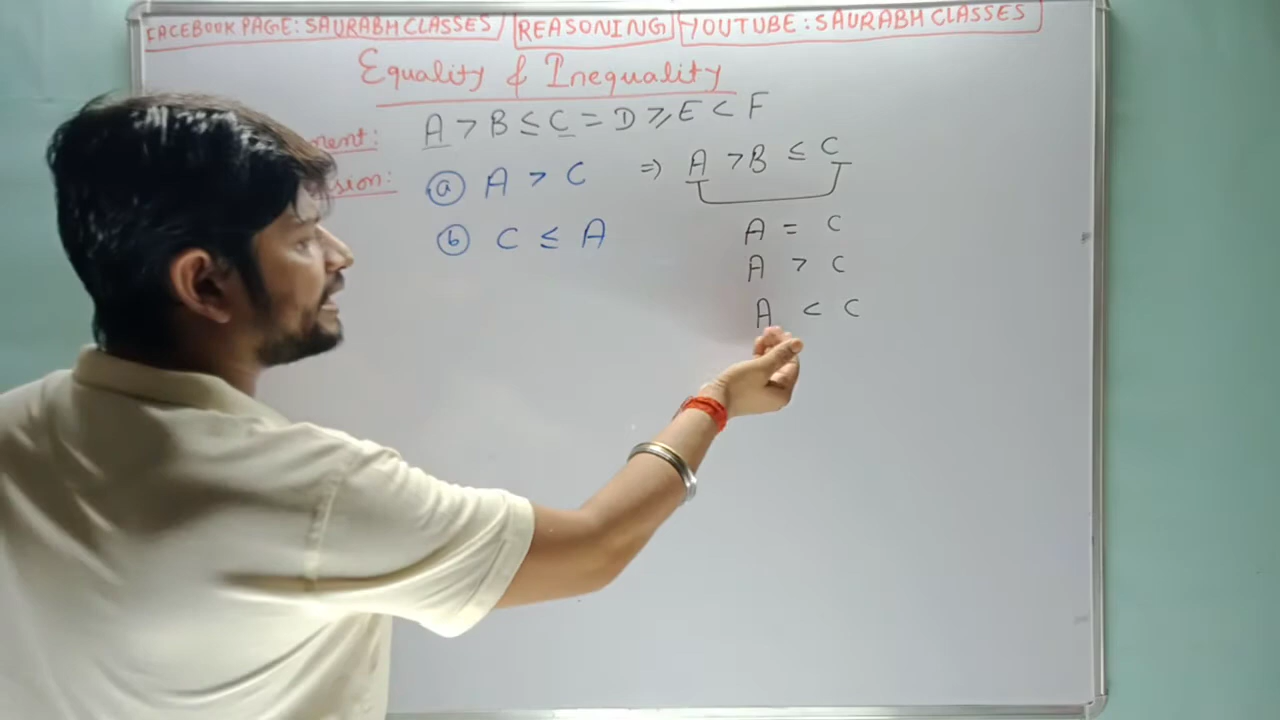 FACEBOOK PAGE: SAURABH CLASSES REASONING YOUTUBE: SAURABH CLASSES
Equality & Inequality
ment: A > B ≤ C = D ≥ E < F
sion: ⓐ A > C ⇒ A > B ≤ C
ⓑ C ≤ A A = C
A > C
A < C